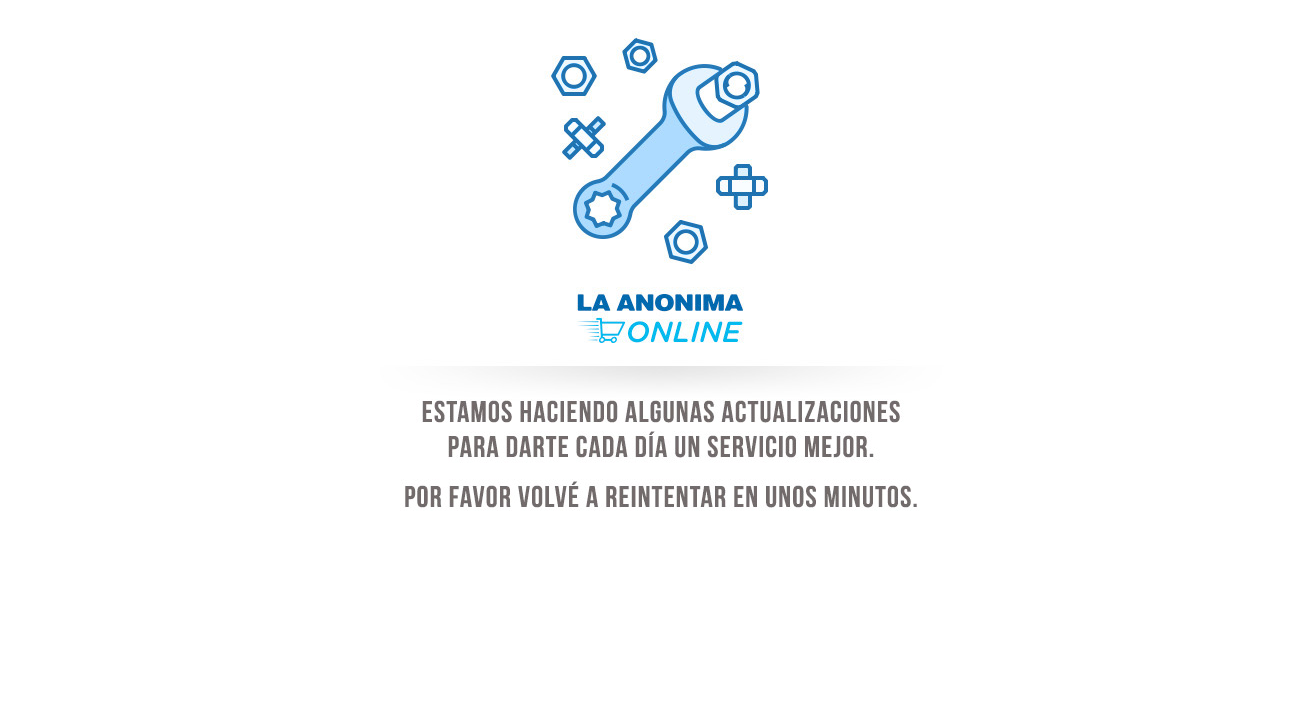 LA ANONIMA
ONLINE
ESTAMOS HACIENDO ALGUNAS ACTUALIZACIONES
PARA DARTE CADA DÍA UN SERVICIO MEJOR.
POR FAVOR VOLVÉ A REINTENTAR EN UNOS MINUTOS.